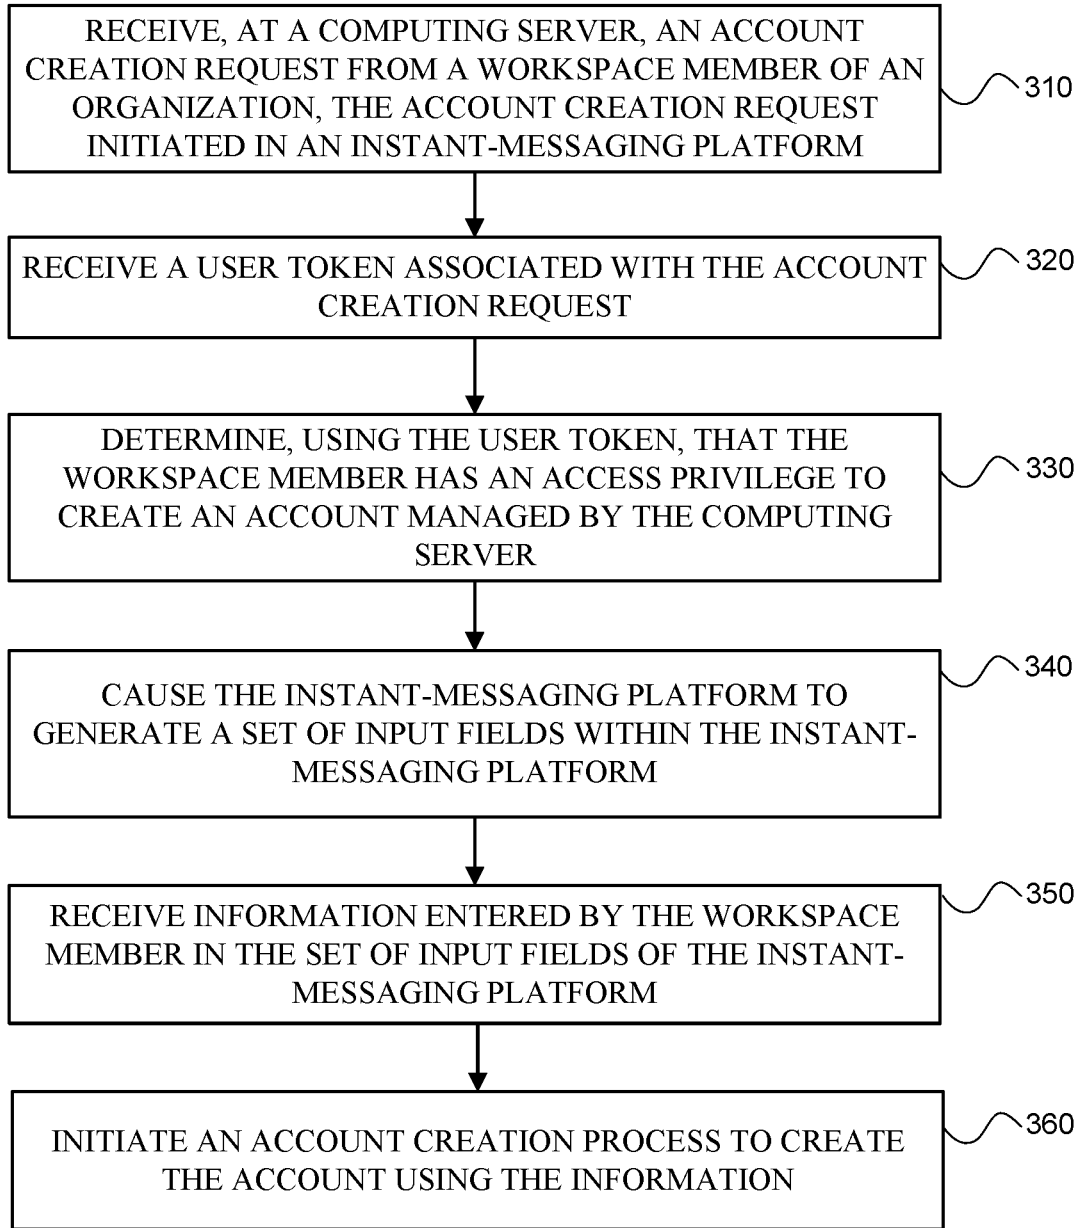 RECEIVE, AT A COMPUTING SERVER, AN ACCOUNT
CREATION REQUEST FROM A WORKSPACE MEMBER OF AN
ORGANIZATION, THE ACCOUNT CREATION REQUEST
INITIATED IN AN INSTANT-MESSAGING PLATFORM
310
RECEIVE A USER TOKEN ASSOCIATED WITH THE ACCOUNT
CREATION REQUEST
320
DETERMINE, USING THE USER TOKEN, THAT THE
WORKSPACE MEMBER HAS AN ACCESS PRIVILEGE TO
CREATE AN ACCOUNT MANAGED BY THE COMPUTING
SERVER
330
CAUSE THE INSTANT-MESSAGING PLATFORM TO
GENERATE A SET OF INPUT FIELDS WITHIN THE INSTANT-
MESSAGING PLATFORM
340
RECEIVE INFORMATION ENTERED BY THE WORKSPACE
MEMBER IN THE SET OF INPUT FIELDS OF THE INSTANT-
MESSAGING PLATFORM
350
INITIATE AN ACCOUNT CREATION PROCESS TO CREATE
THE ACCOUNT USING THE INFORMATION
360